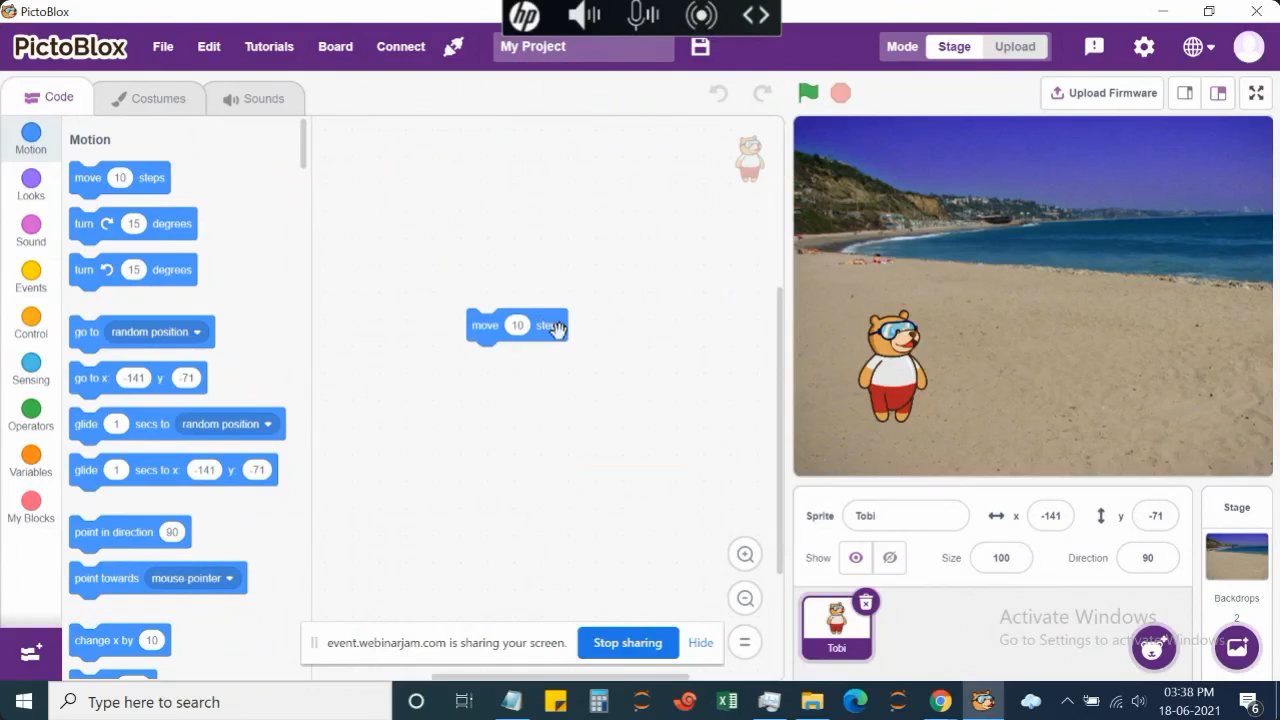 PictoBlox
hp
PictoBlox
File Edit Tutorials Board Connect My Project Mode Stage Upload
Code Costumes Sounds Upload Firmware
Motion
Looks
Sound
Events
Control
Sensing
Operators
Variables
My Blocks
Motion
move 10 steps
turn 15 degrees
turn 15 degrees
go to random position
go to x: -141 y: -71
glide 1 secs to random position
glide 1 secs to x: -141 y: -71
point in direction 90
point towards mouse-pointer
change x by 10
move 10
Sprite Tobi x -141 y -71
Show Size 100 Direction 90
Tobi
Stage
Backdrops
2
Activate Windows
Go to Settings to activate Windows.
event.webinarjam.com is sharing your screen. Stop sharing Hide
Type here to search
03:38 PM
18-06-2021
6